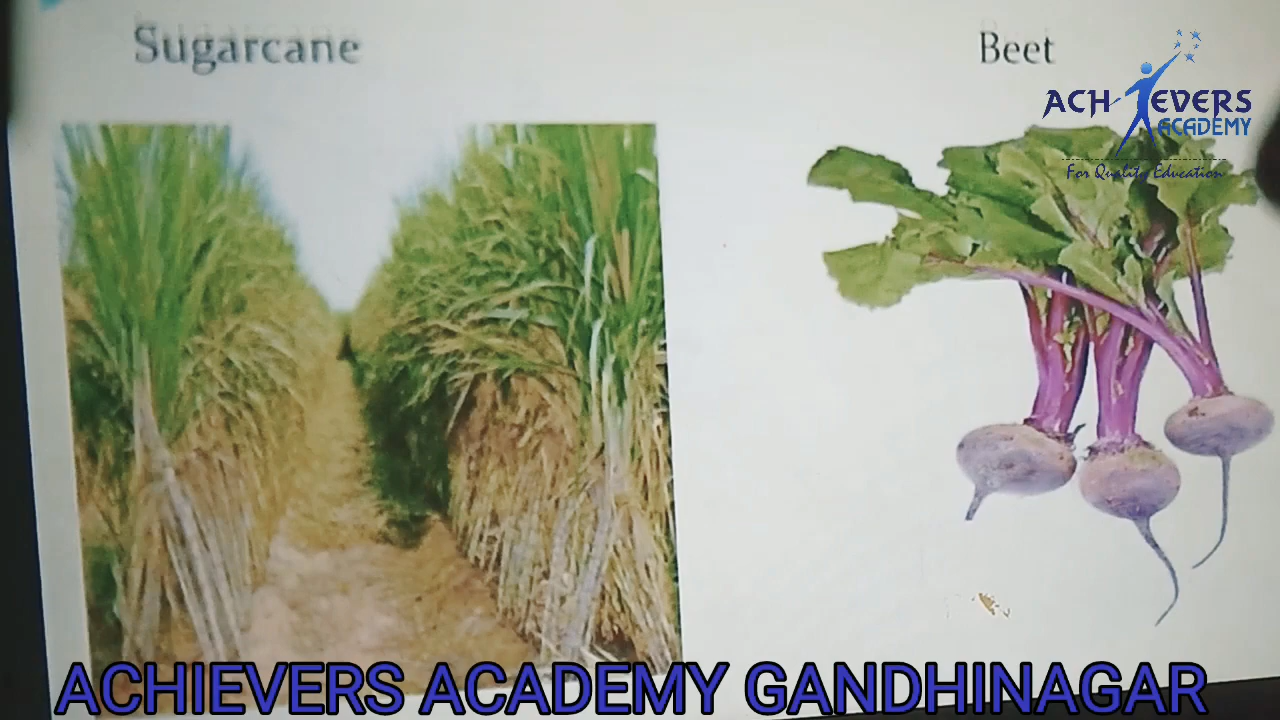 Sugarcane
Beet
ACHIEVERS
ACADEMY
For Quality Education
ACHIEVERS ACADEMY GANDHINAGAR